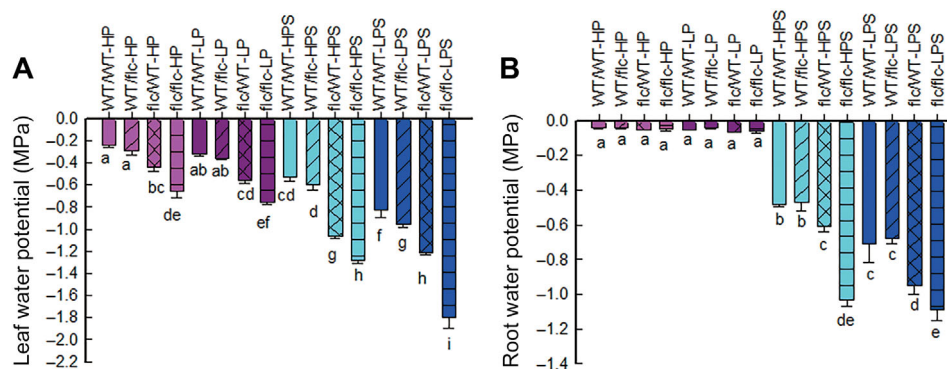 A
WT/WT-HP
WT/flc-HP
flc/WT-HP
flc/flc-HP
WT/WT-LP
WT/flc-LP
flc/WT-LP
flc/flc-LP
WT/WT-HPS
WT/flc-HPS
flc/WT-HPS
flc/flc-HPS
WT/WT-LPS
WT/flc-LPS
flc/WT-LPS
flc/flc-LPS
Leaf water potential (MPa)
0.0
−0.2
−0.4
−0.6
−0.8
−1.0
−1.2
−1.4
−1.6
−1.8
−2.0
−2.2
a
a
bc
de
ab
ab
cd
ef
cd
d
g
h
f
g
h
i
B
WT/WT-HP
WT/flc-HP
flc/WT-HP
flc/flc-HP
WT/WT-LP
WT/flc-LP
WT/flc-LP
flc/flc-LP
WT/WT-HPS
WT/flc-HPS
flc/WT-HPS
flc/flc-HPS
WT/WT-LPS
WT/flc-LPS
flc/WT-LPS
flc/flc-LPS
Root water potential (MPa)
0.0
−0.2
−0.4
−0.6
−0.8
−1.0
−1.2
−1.4
a
a
a
a
a
a
a
a
b
b
c
de
c
c
d
e